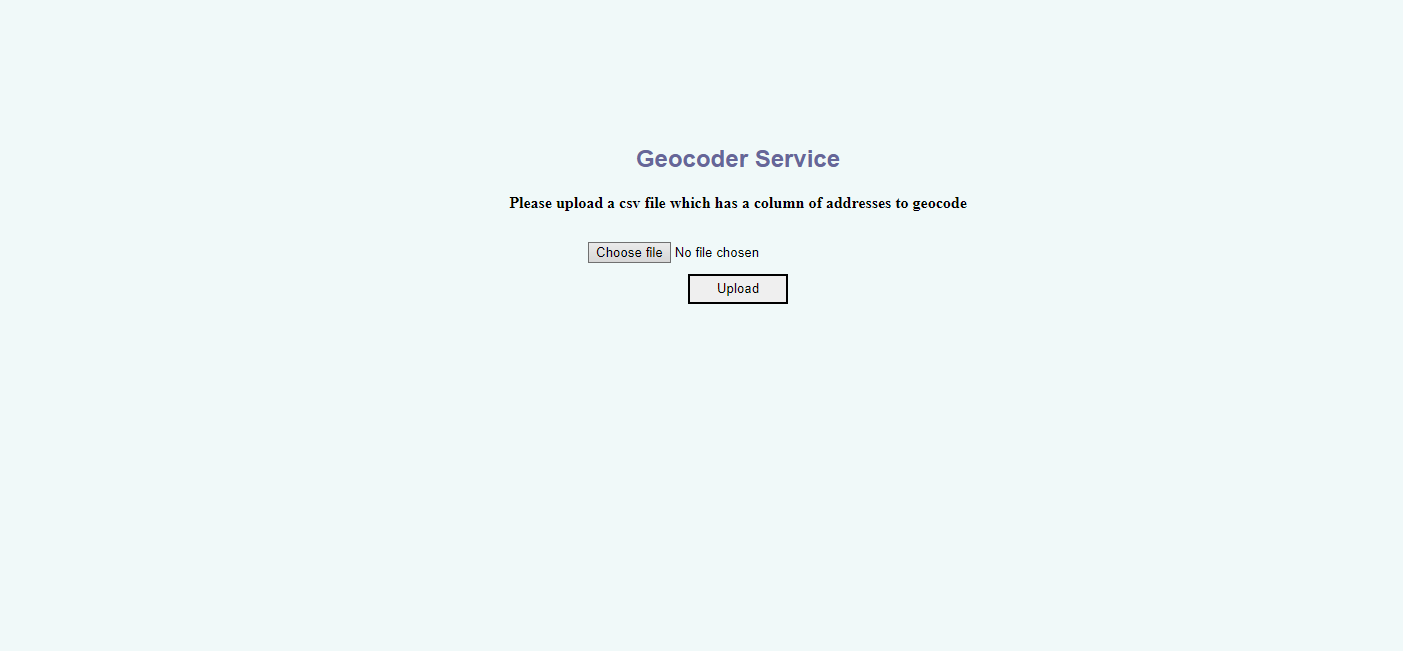 Geocoder Service
Please upload a csv file which has a column of addresses to geocode
Choose file No file chosen
Upload